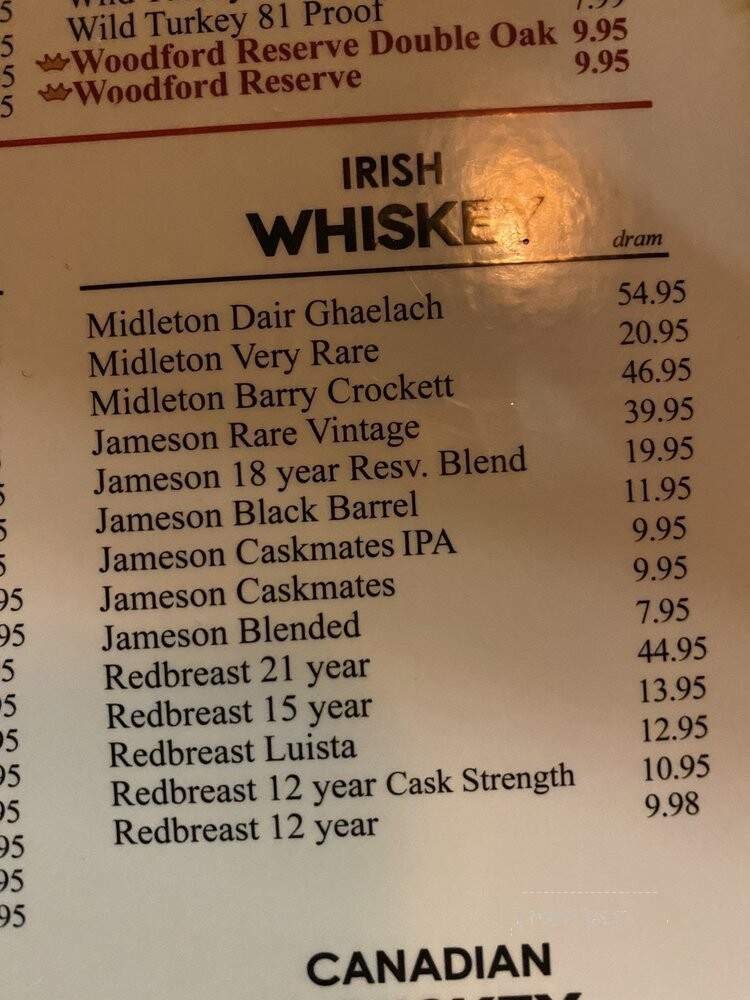 Wild Turkey 81 Proof 7.99
Woodford Reserve Double Oak 9.95
Woodford Reserve 9.95
IRISH
WHISKEY
dram
Midleton Dair Ghaelach 54.95
Midleton Very Rare 20.95
Midleton Barry Crockett 46.95
Jameson Rare Vintage 39.95
Jameson 18 year Resv. Blend 19.95
Jameson Black Barrel 11.95
Jameson Caskmates IPA 9.95
Jameson Caskmates 9.95
Jameson Blended 7.95
Redbreast 21 year 44.95
Redbreast 15 year 13.95
Redbreast Luista 12.95
Redbreast 12 year Cask Strength 10.95
Redbreast 12 year 9.98
CANADIAN